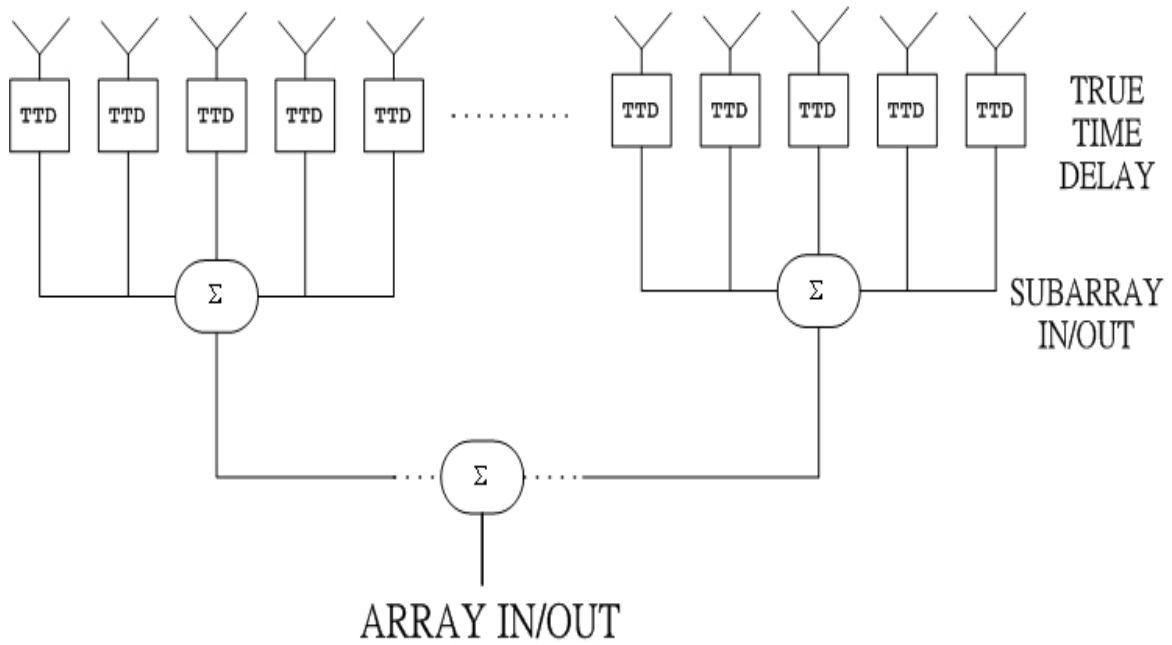 TTD TTD TTD TTD TTD TTD TTD TTD TTD TTD
TRUE
TIME
DELAY
Σ Σ
SUBARRAY
IN/OUT
Σ
ARRAY IN/OUT